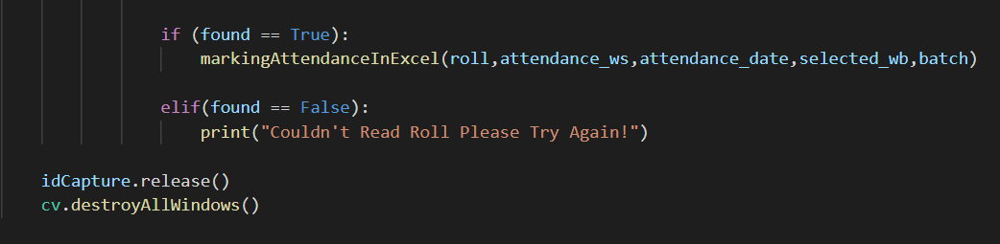 if (found == True):
markingAttendanceInExcel(roll,attendance_ws,attendance_date,selected_wb,batch)
elif(found == False):
print("Couldn't Read Roll Please Try Again!")
idCapture.release()
cv.destroyAllWindows()